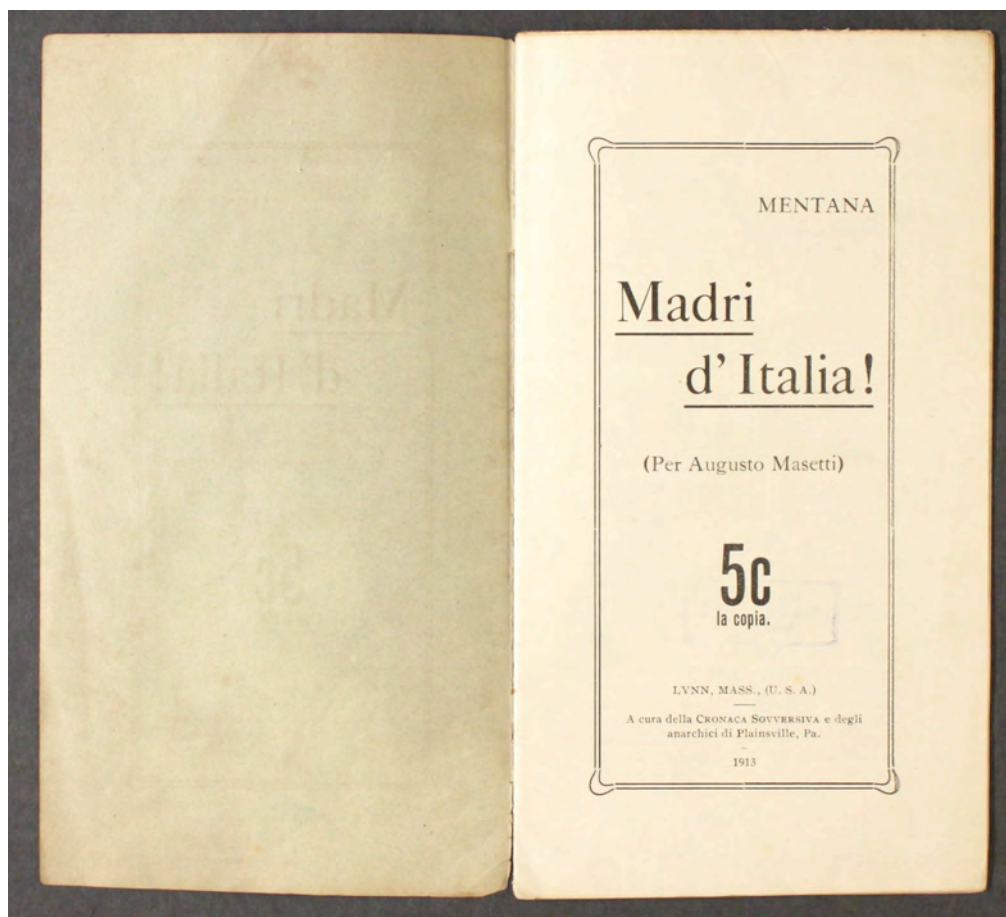 MENTANA
Madri
d' Italia!
(Per Augusto Masetti)
5c
la copia.
LYNN, MASS., (U. S. A.)
A cura della CRONACA SOVVERSIVA e degli
anarchici di Plainsville, Pa.
1913